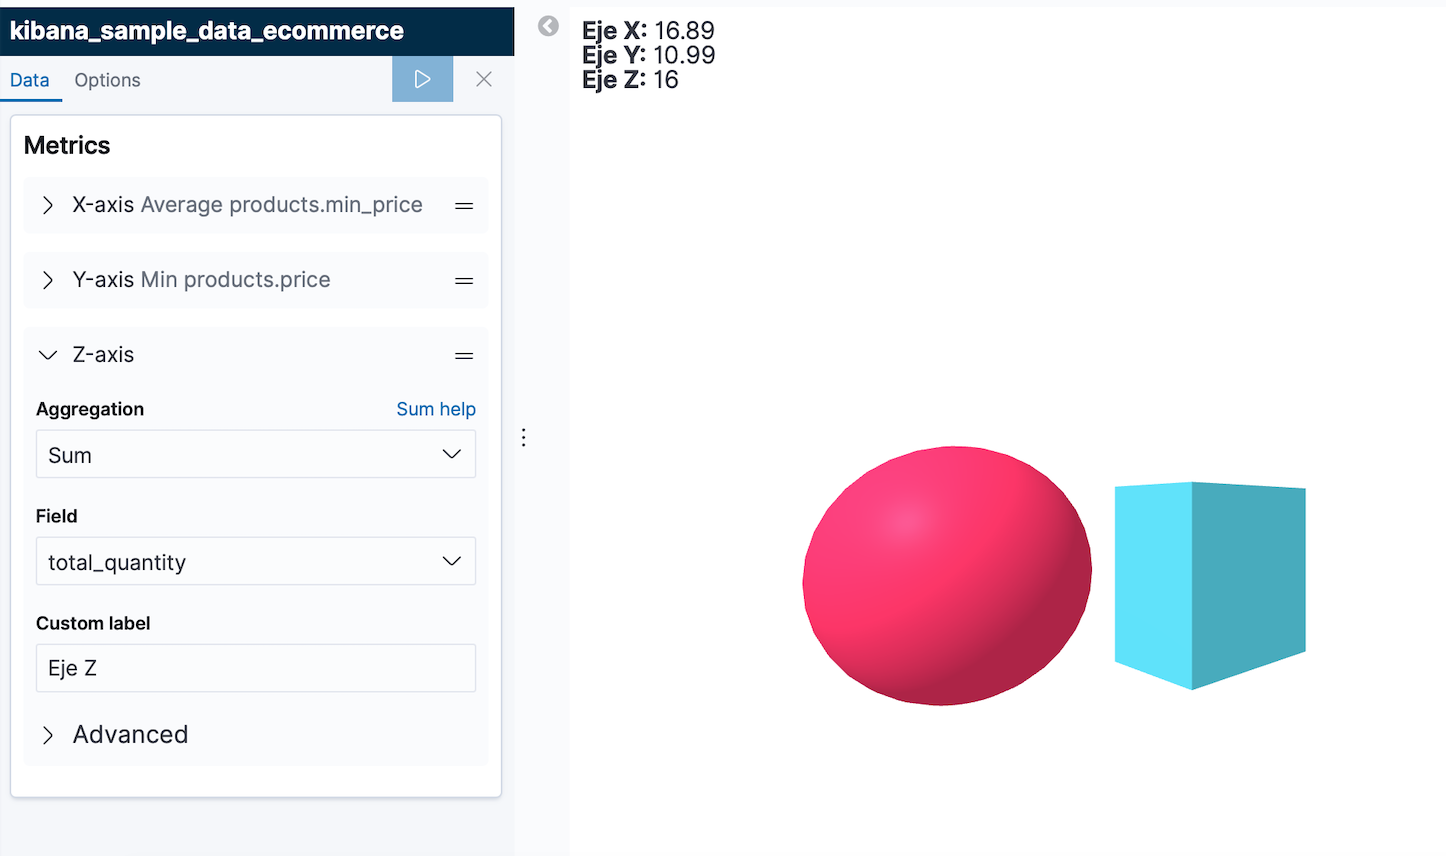 kibana_sample_data_ecommerce
Data Options
Metrics
X-axis Average products.min_price
Y-axis Min products.price
Z-axis
Aggregation Sum help
Sum
Field
total_quantity
Custom label
Eje Z
Advanced
Eje X: 16.89
Eje Y: 10.99
Eje Z: 16